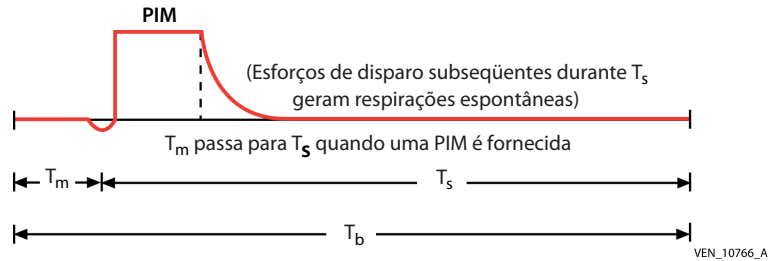 PIM
(Esforços de disparo subseqüentes durante Ts
geram respirações espontâneas)
Tm passa para Ts quando uma PIM é fornecida
Tm
Ts
Tb
VEN_10766_A